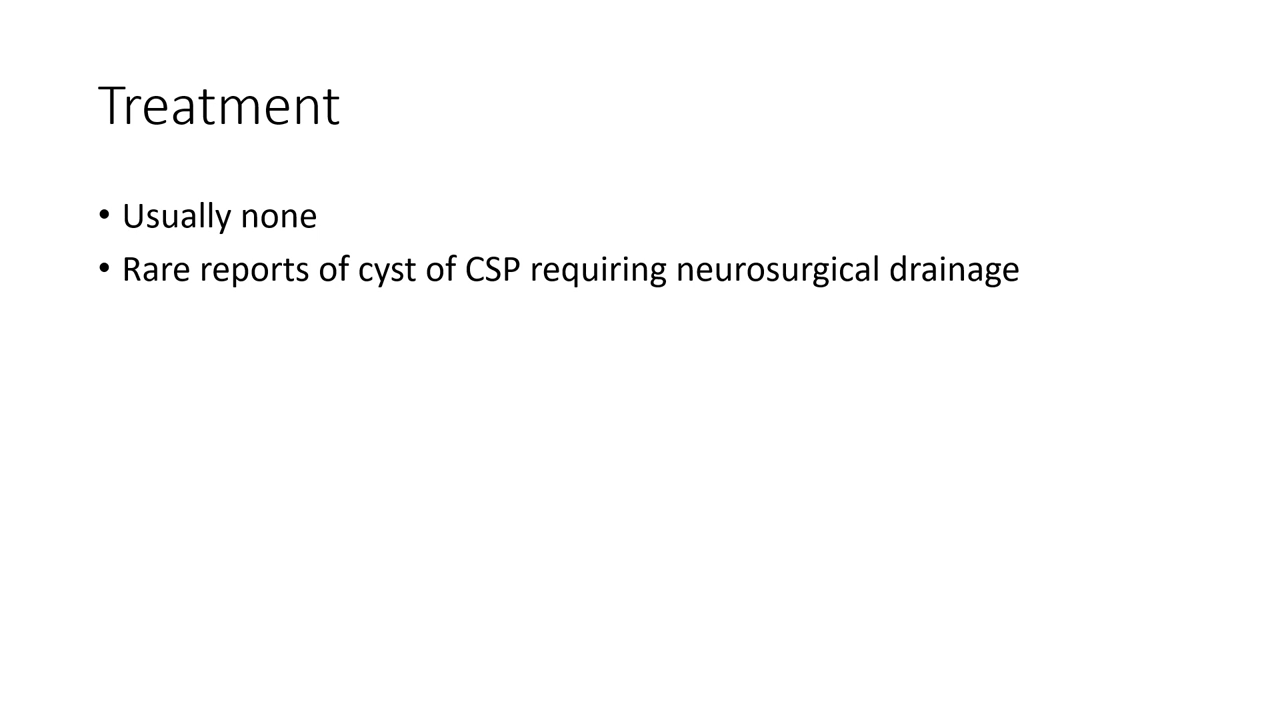 Treatment
• Usually none
• Rare reports of cyst of CSP requiring neurosurgical drainage